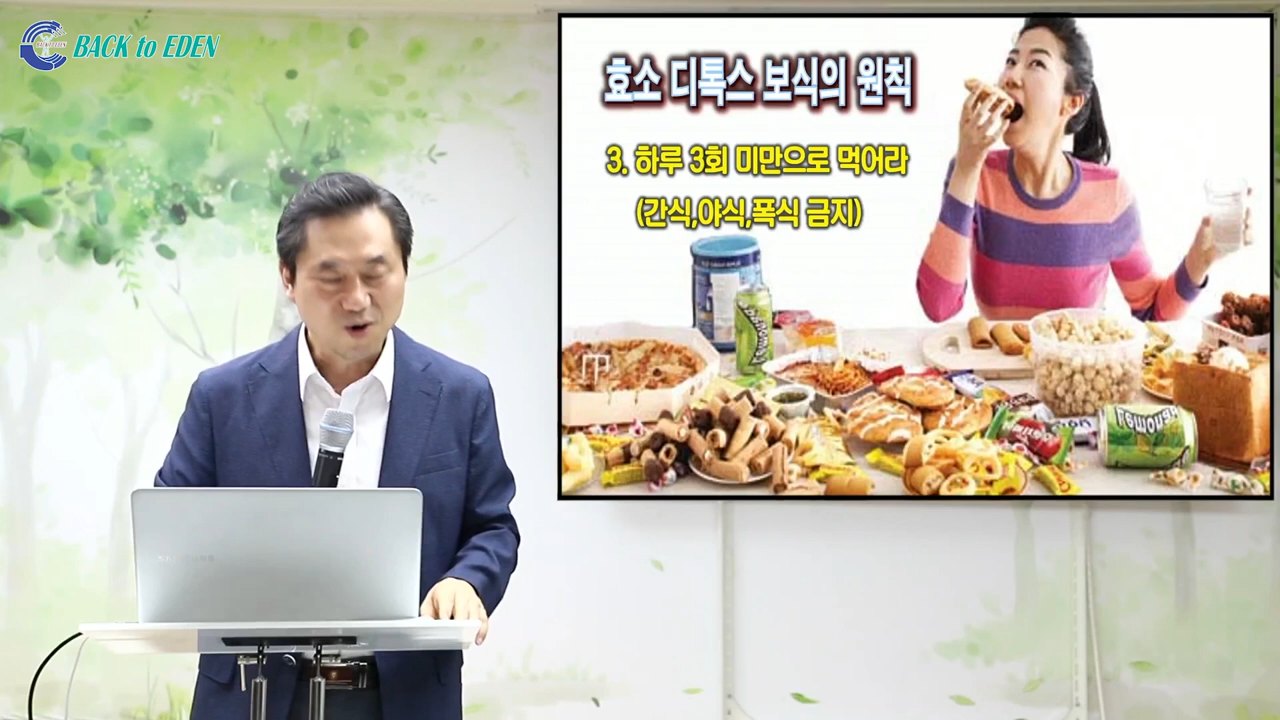 BACK to EDEN
효소 디톡스 보식의 원칙
3. 하루 3회 미만으로 먹어라
(간식,야식,폭식 금지)
Lemonade